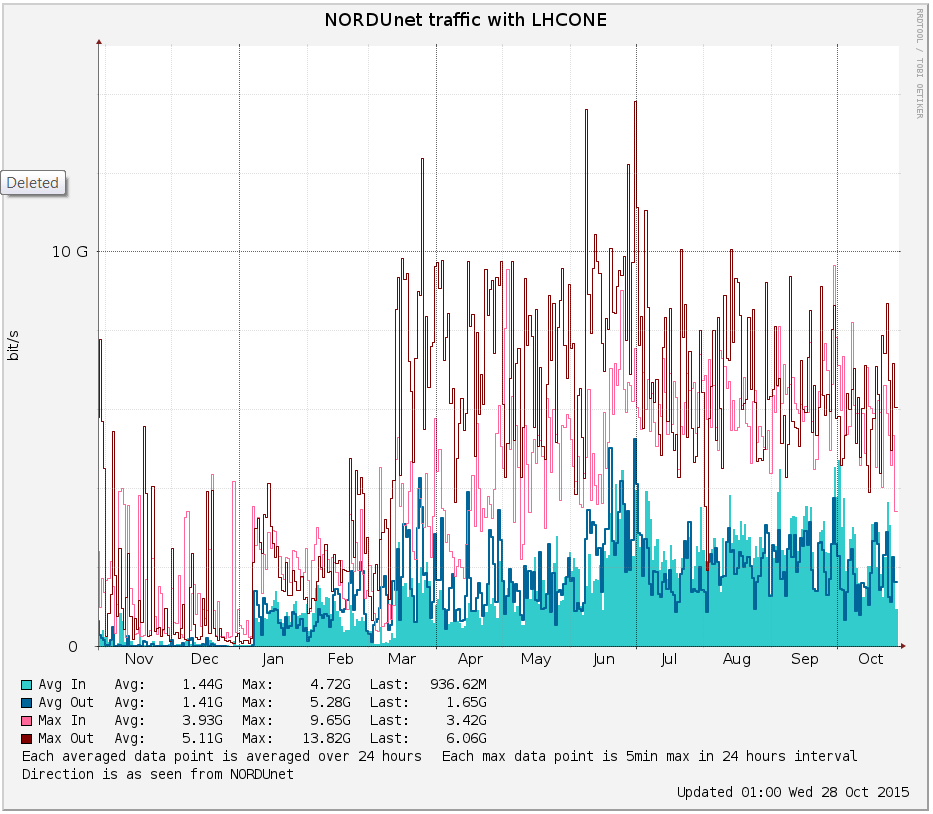 NORDUnet traffic with LHCONE
RRDTOOL / TOBI OETIKER
Deleted
10 G
bit/s
0
Nov Dec Jan Feb Mar Apr May Jun Jul Aug Sep Oct
Avg In Avg: 1.44G Max: 4.72G Last: 936.62M
Avg Out Avg: 1.41G Max: 5.28G Last: 1.65G
Max In Avg: 3.93G Max: 9.65G Last: 3.42G
Max Out Avg: 5.11G Max: 13.82G Last: 6.06G
Each averaged data point is averaged over 24 hours Each max data point is 5min max in 24 hours interval
Direction is as seen from NORDUnet
Updated 01:00 Wed 28 Oct 2015